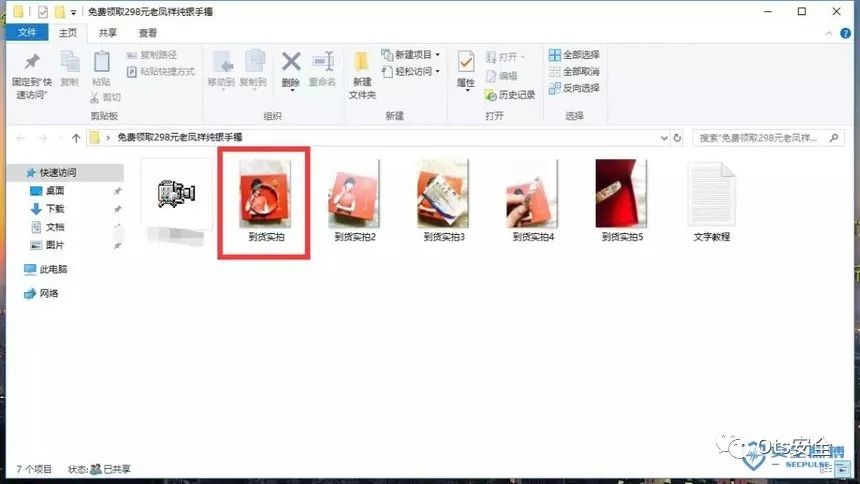 免费领取298元老凤祥纯银手镯
文件 主页 共享 查看
固定到"快速访问"
复制
粘贴
复制路径
粘贴快捷方式
剪切
剪贴板
移动到
复制到
删除
重命名
组织
新建文件夹
新建项目
轻松访问
新建
属性
打开
编辑
历史记录
打开
全部选择
全部取消
反向选择
选择
免费领取298元老凤祥纯银手镯
搜索"免费领取298元老凤祥...
快速访问
桌面
下载
文档
图片
此电脑
网络
到货实拍
到货实拍2
到货实拍3
到货实拍4
到货实拍5
文字教程
7 个项目 状态: 已共享
Ots安全
SECPULSE